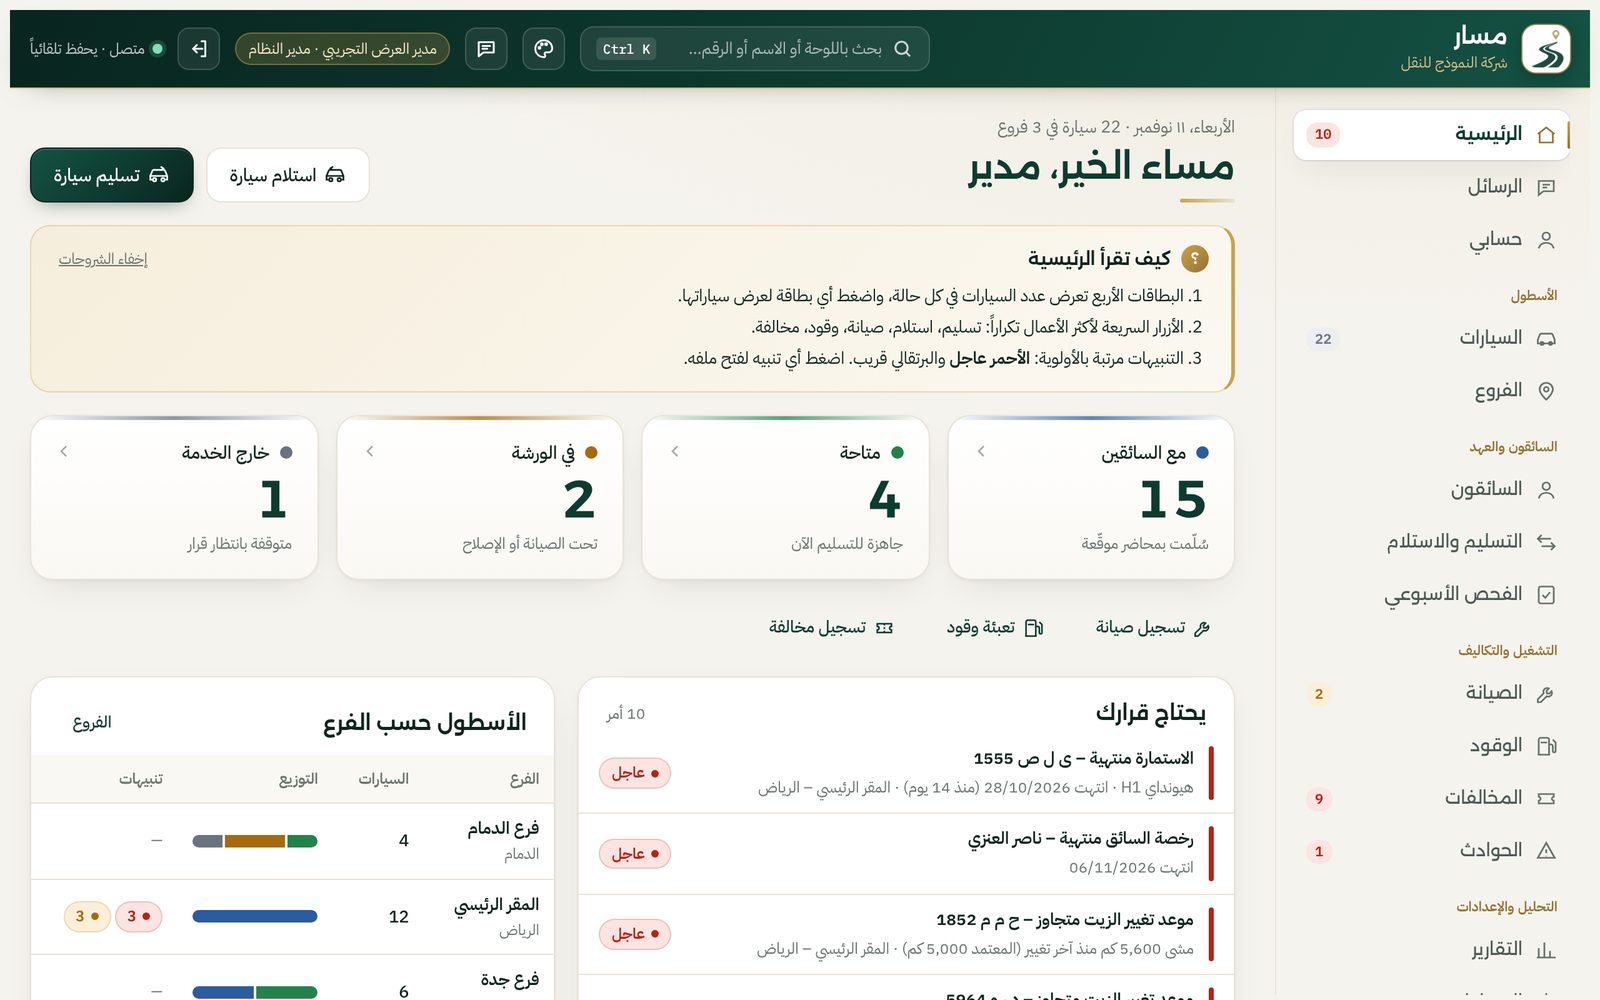 مسار
شركة النموذج للنقل
بحث باللوحة أو الاسم أو الرقم...
Ctrl K
مدير العرض التجريبي · مدير النظام
متصل · يحفظ تلقائياً
الرئيسية
10
الرسائل
حسابي
الأسطول
السيارات
22
الفروع
السائقون والعهد
السائقون
التسليم والاستلام
الفحص الأسبوعي
التشغيل والتكاليف
الصيانة
2
الوقود
المخالفات
9
الحوادث
1
التحليل والإعدادات
التقارير
الأربعاء، ١١ نوفمبر · 22 سيارة في 3 فروع
مساء الخير، مدير
استلام سيارة
تسليم سيارة
؟
كيف تقرأ الرئيسية
إخفاء الشروحات
1. البطاقات الأربع تعرض عدد السيارات في كل حالة، واضغط أي بطاقة لعرض سياراتها.
2. الأزرار السريعة لأكثر الأعمال تكراراً: تسليم، استلام، صيانة، وقود، مخالفة.
3. التنبيهات مرتبة بالأولوية: الأحمر عاجل والبرتقالي قريب. اضغط أي تنبيه لفتح ملفه.
مع السائقين
15
سُلّمت بمحاضر موقّعة
متاحة
4
جاهزة للتسليم الآن
في الورشة
2
تحت الصيانة أو الإصلاح
خارج الخدمة
1
متوقفة بانتظار قرار
تسجيل صيانة
تعبئة وقود
تسجيل مخالفة
يحتاج قرارك
10 أمر
الاستمارة منتهية – ى ل ص 1555
هيونداي H1 · انتهت 28/10/2026 (منذ 14 يوم) · المقر الرئيسي – الرياض
عاجل
رخصة السائق منتهية – ناصر العنزي
انتهت 06/11/2026
عاجل
موعد تغيير الزيت متجاوز – ح م م 1852
مشى 5,600 كم منذ آخر تغيير (المعتمد 5,000 كم) · المقر الرئيسي – الرياض
عاجل
الأسطول حسب الفرع
الفروع
الفرع
السيارات
التوزيع
تنبيهات
فرع الدمام
الدمام
4
–
المقر الرئيسي
الرياض
12
3
3
فرع جدة
6
–